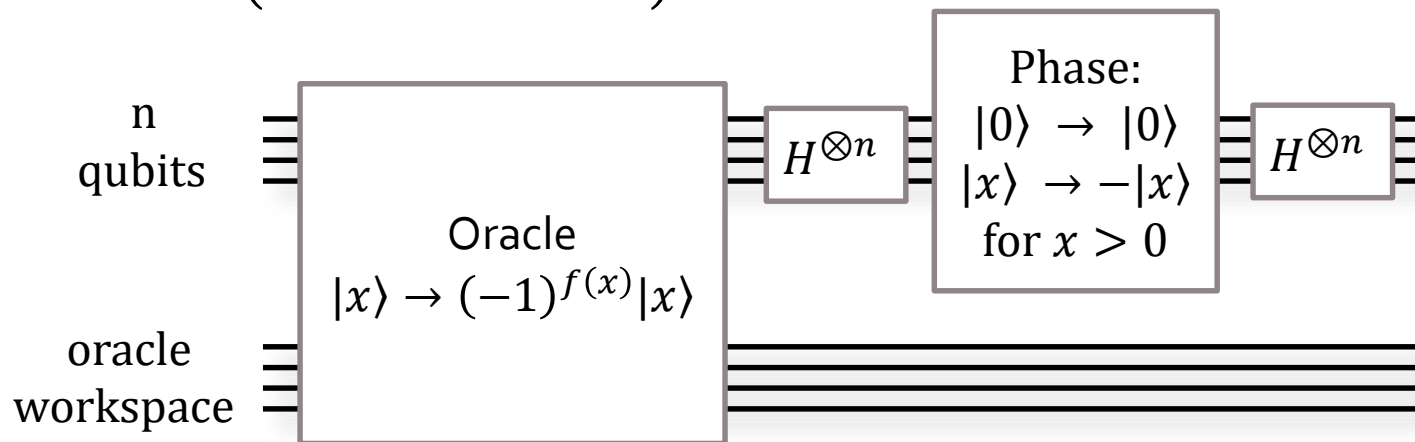 ( )
n
qubits
Oracle
|x⟩ → (−1)^{f(x)}|x⟩
oracle
workspace
H^{⊗n}
Phase:
|0⟩ → |0⟩
|x⟩ → −|x⟩
for x > 0
H^{⊗n}